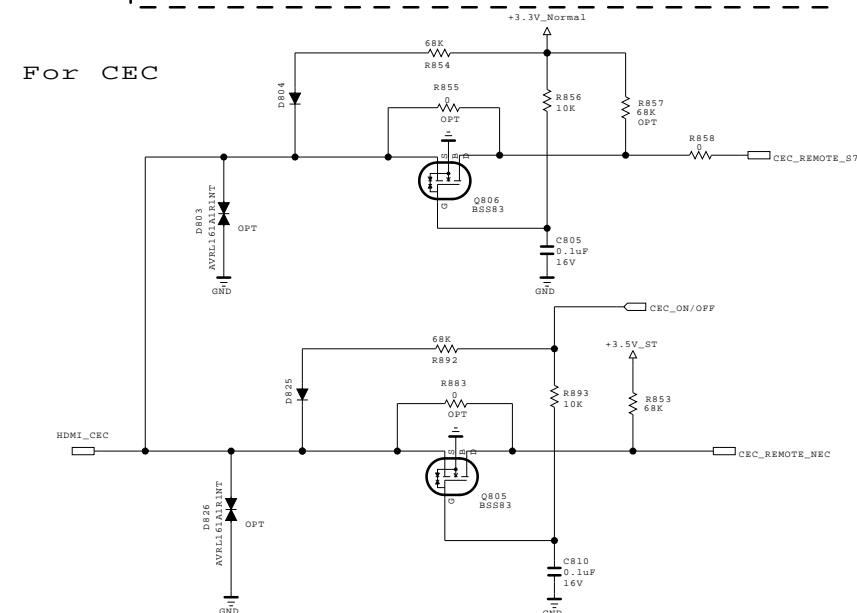 +3.3V_Normal
For CEC
68K
R854
D804
R855
0
OPT
R856
10K
R857
68K
OPT
R858
0
CEC_REMOTE_S7
S
B
D
G
Q806
BSS83
D803
AVRL161A1R1NT
OPT
GND
C805
0.1uF
16V
GND
CEC_ON/OFF
68K
R892
+3.5V_ST
D825
R883
0
OPT
R893
10K
R853
68K
HDMI_CEC
CEC_REMOTE_NEC
S
B
D
G
Q805
BSS83
D826
AVRL161A1R1NT
OPT
GND
C810
0.1uF
16V
GND